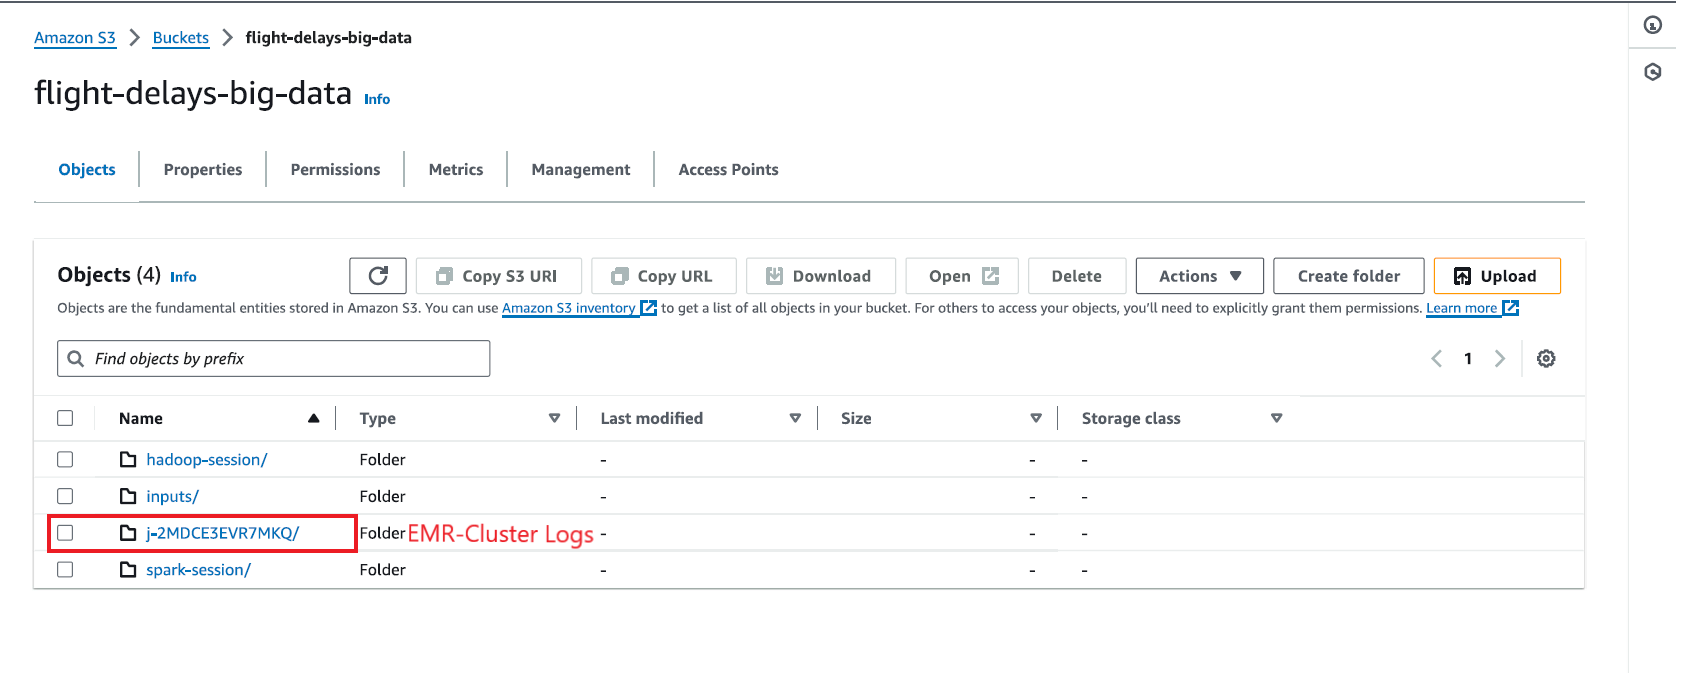 Amazon S3 > Buckets > flight-delays-big-data
flight-delays-big-data Info
Objects Properties Permissions Metrics Management Access Points
Objects (4) Info Copy S3 URI Copy URL Download Open Delete Actions Create folder Upload
Objects are the fundamental entities stored in Amazon S3. You can use Amazon S3 inventory to get a list of all objects in your bucket. For others to access your objects, you'll need to explicitly grant them permissions. Learn more
Find objects by prefix 1
Name Type Last modified Size Storage class
hadoop-session/ Folder - - -
inputs/ Folder - - -
j-2MDCE3EVR7MKQ/ Folder EMR-Cluster Logs - - -
spark-session/ Folder - - -